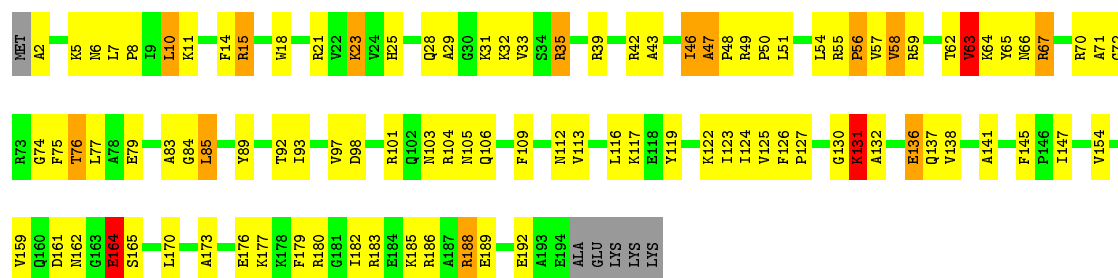 MET A2 K5 N6 L7 P8 I9 L10 K11 F14 R15 W18 R21 V22 K23 V24 H25 Q28 A29 G30 K31 K32 V33 S34 R35 R39 R42 A43 I46 A47 P48 R49 P50 L51 L54 R55 P56 V57 V58 R59 T62 V63 K64 Y65 N66 R67 R70 A71 G72
R73 G74 F75 T76 L77 A78 E79 A83 G84 L85 Y89 T92 I93 V97 D98 R101 Q102 N103 R104 N105 Q106 F109 N112 V113 L116 K117 E118 Y119 K122 I123 I124 V125 F126 P127 G130 K131 A132 E136 Q137 V138 A141 F145 P146 I147 V154
V159 Q160 D161 N162 G163 E164 S165 L170 A173 E176 K177 K178 F179 R180 G181 I182 R183 E184 K185 R186 A187 R188 E189 E192 A193 E194 ALA GLU LYS LYS LYS